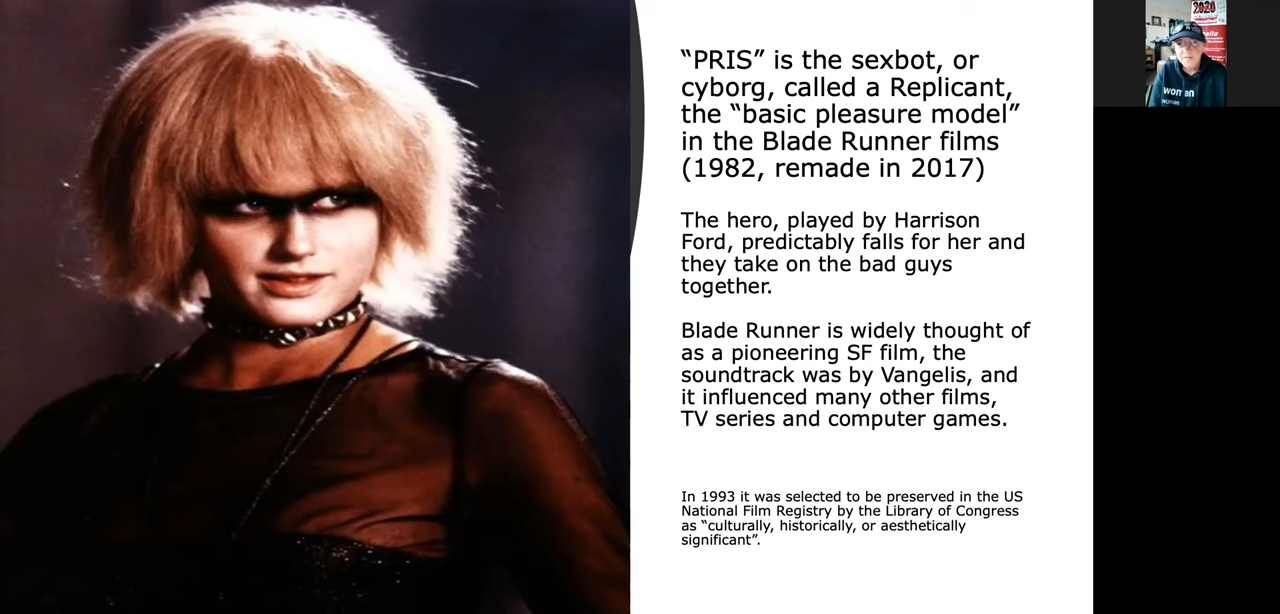 “PRIS” is the sexbot, or
cyborg, called a Replicant,
the “basic pleasure model”
in the Blade Runner films
(1982, remade in 2017)
The hero, played by Harrison
Ford, predictably falls for her and
they take on the bad guys
together.
Blade Runner is widely thought of
as a pioneering SF film, the
soundtrack was by Vangelis, and
it influenced many other films,
TV series and computer games.
In 1993 it was selected to be preserved in the US
National Film Registry by the Library of Congress
as “culturally, historically, or aesthetically
significant”.
2020
women
woman